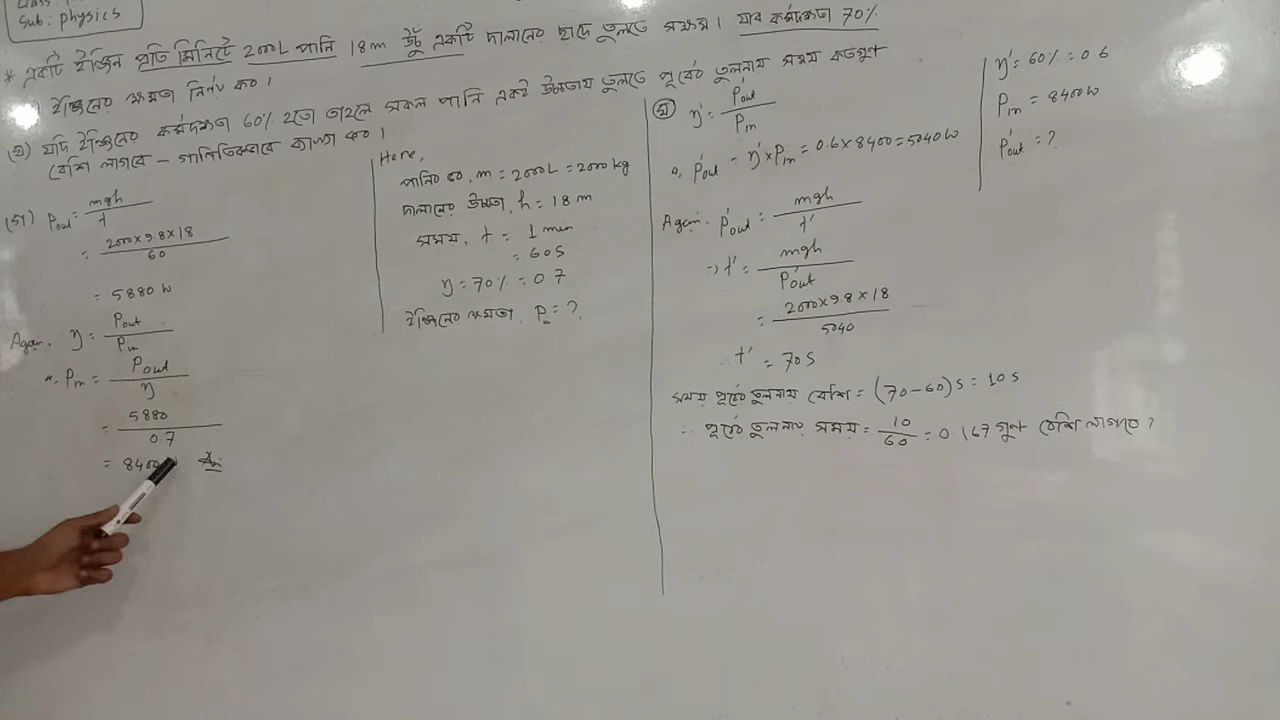 Sub: physics
* একটি ইঞ্জিন প্রতি মিনিটে 2000L পানি 18m উঁচু একটি দালানের ছাদে তুলতে সক্ষম। যার কর্মদক্ষতা 70%.
ইঞ্জিনের ক্ষমতা নির্ণয় কর।
(ঘ) যদি ইঞ্জিনের কর্মদক্ষতা 60% হতো তাহলে সকল পানি একই উচ্চতায় তুলতে পূর্বের তুলনায় সময় কতগুণ
বেশি লাগবে – গানিতিকভাবে ব্যাখ্যা কর।
(গ) Pout = mgh / t
= 2000×9.8×18 / 60
= 5880 W
Again, η = Pout / Pin
∴ Pin = Pout / η
= 5880 / 0.7
Here,
পানির ভর, m = 2000L = 2000 kg
দালানের উচ্চতা, h = 18 m
সময়, t = 1 min
= 60s
η = 70% = 0.7
ইঞ্জিনের ক্ষমতা, Pin = ?
(ঘ) η' = P'out / Pin
∴ P'out = η'×Pin = 0.6×8400 = 5040 W
Again, P'out = mgh / t'
⇒ t' = mgh / P'out
= 2000×9.8×18 / 5040
∴ t' = 70s
সময় পূর্বের তুলনায় বেশি = (70-60)s = 10s
∴ পূর্বের তুলনায় সময় = 10 / 60 = 0.167 গুণ বেশি লাগবে?
η' = 60% = 0.6
Pin = 8400 W
P'out = ?